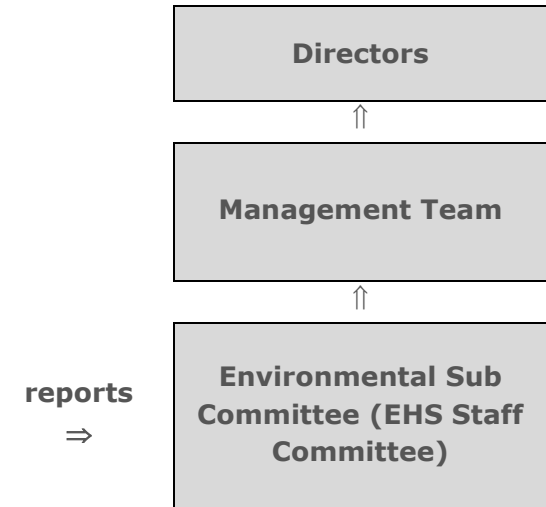 Directors
⇑
Management Team
⇑
reports
⇒
Environmental Sub
Committee (EHS Staff
Committee)